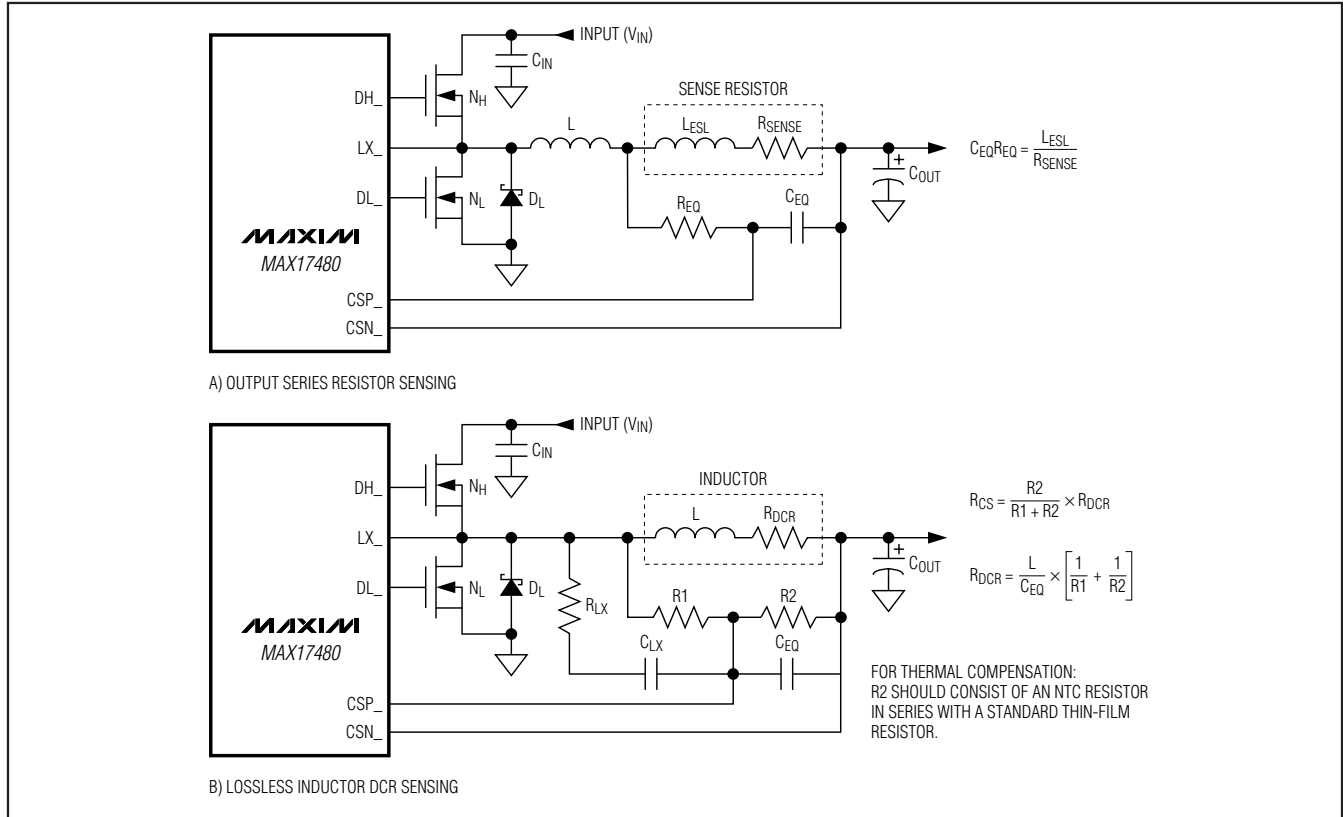 INPUT (VIN)
CIN
DH_
NH
SENSE RESISTOR
L
LESL
RSENSE
LX_
CEQREQ = LESL / RSENSE
+
COUT
DL_
NL
DL
REQ
CEQ
MAXIM
MAX17480
CSP_
CSN_
A) OUTPUT SERIES RESISTOR SENSING
INPUT (VIN)
CIN
DH_
NH
INDUCTOR
L
RDCR
RCS = R2 / R1 + R2 × RDCR
LX_
+
COUT
RDCR = L / CEQ × [1 / R1 + 1 / R2]
DL_
NL
DL
RLX
R1
R2
CLX
CEQ
MAXIM
MAX17480
FOR THERMAL COMPENSATION:
R2 SHOULD CONSIST OF AN NTC RESISTOR
IN SERIES WITH A STANDARD THIN-FILM
RESISTOR.
CSP_
CSN_
B) LOSSLESS INDUCTOR DCR SENSING